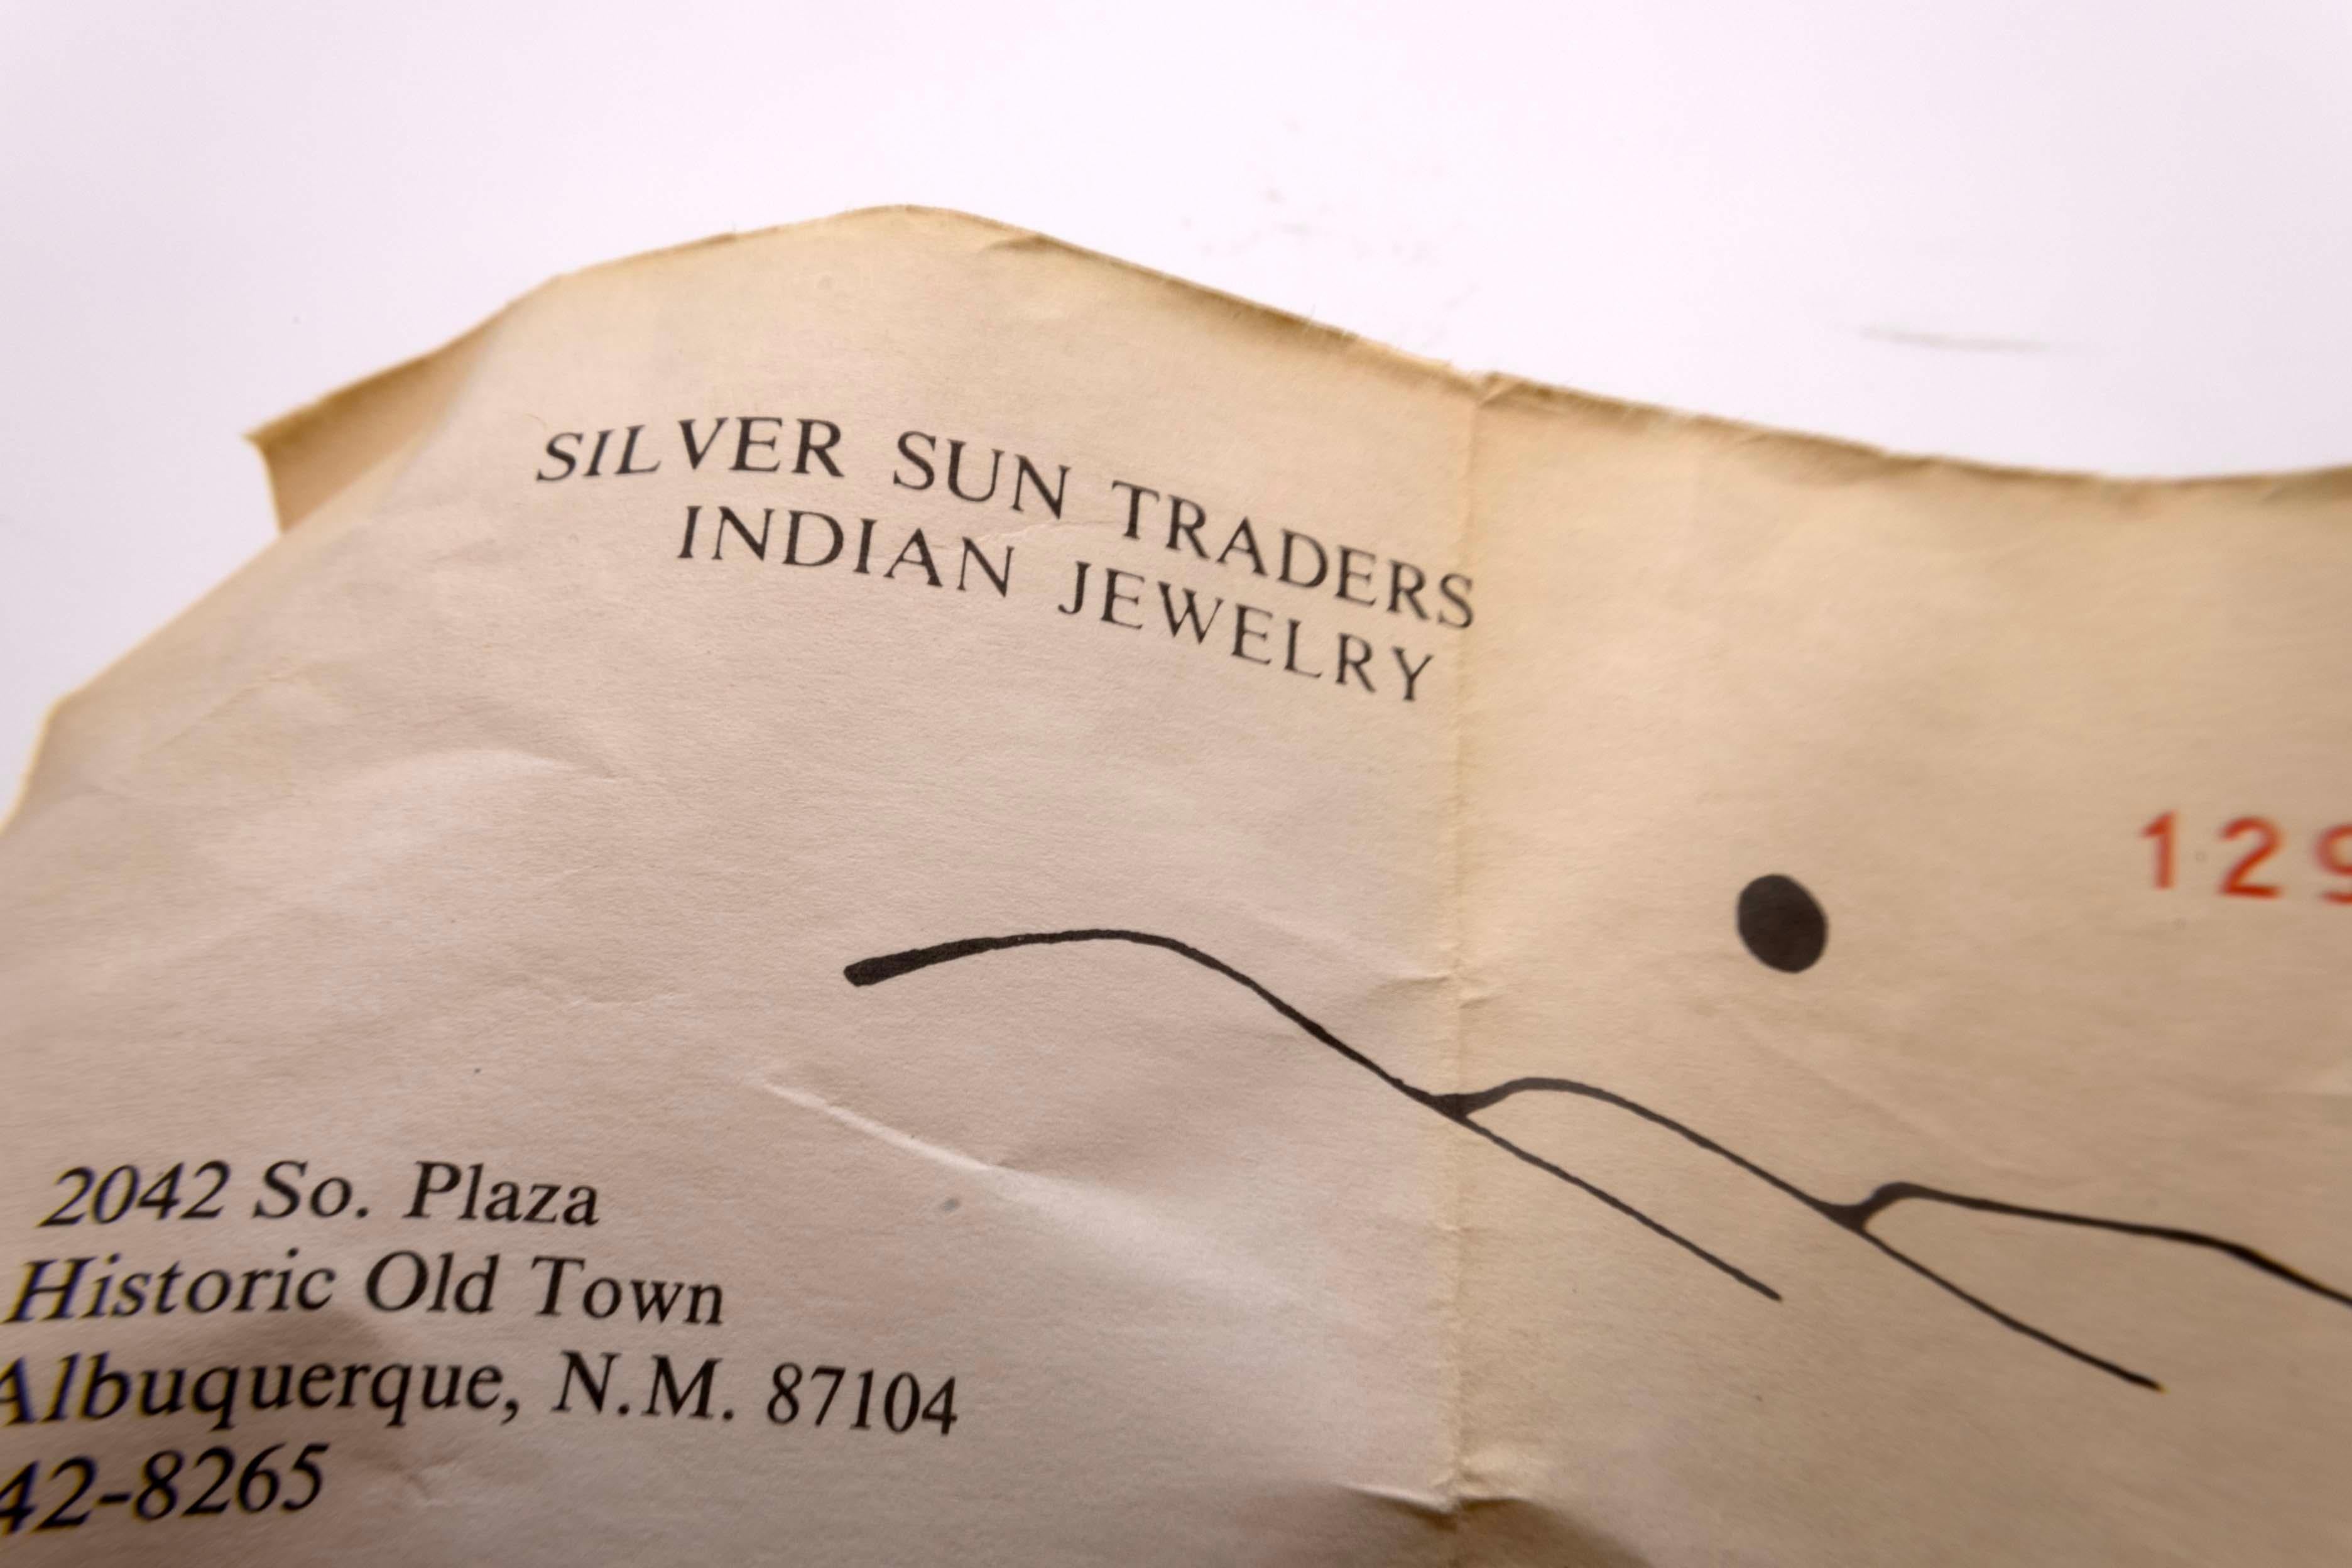 SILVER SUN TRADERS
INDIAN JEWELRY
129
2042 So. Plaza
Historic Old Town
Albuquerque, N.M. 87104
42-8265